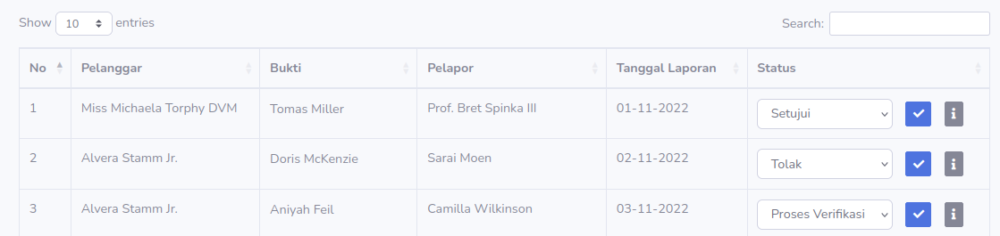 Show 10 entries Search:
No Pelanggar Bukti Pelapor Tanggal Laporan Status
1 Miss Michaela Torphy DVM Tomas Miller Prof. Bret Spinka III 01-11-2022 Setujui
2 Alvera Stamm Jr. Doris McKenzie Sarai Moen 02-11-2022 Tolak
3 Alvera Stamm Jr. Aniyah Feil Camilla Wilkinson 03-11-2022 Proses Verifikasi